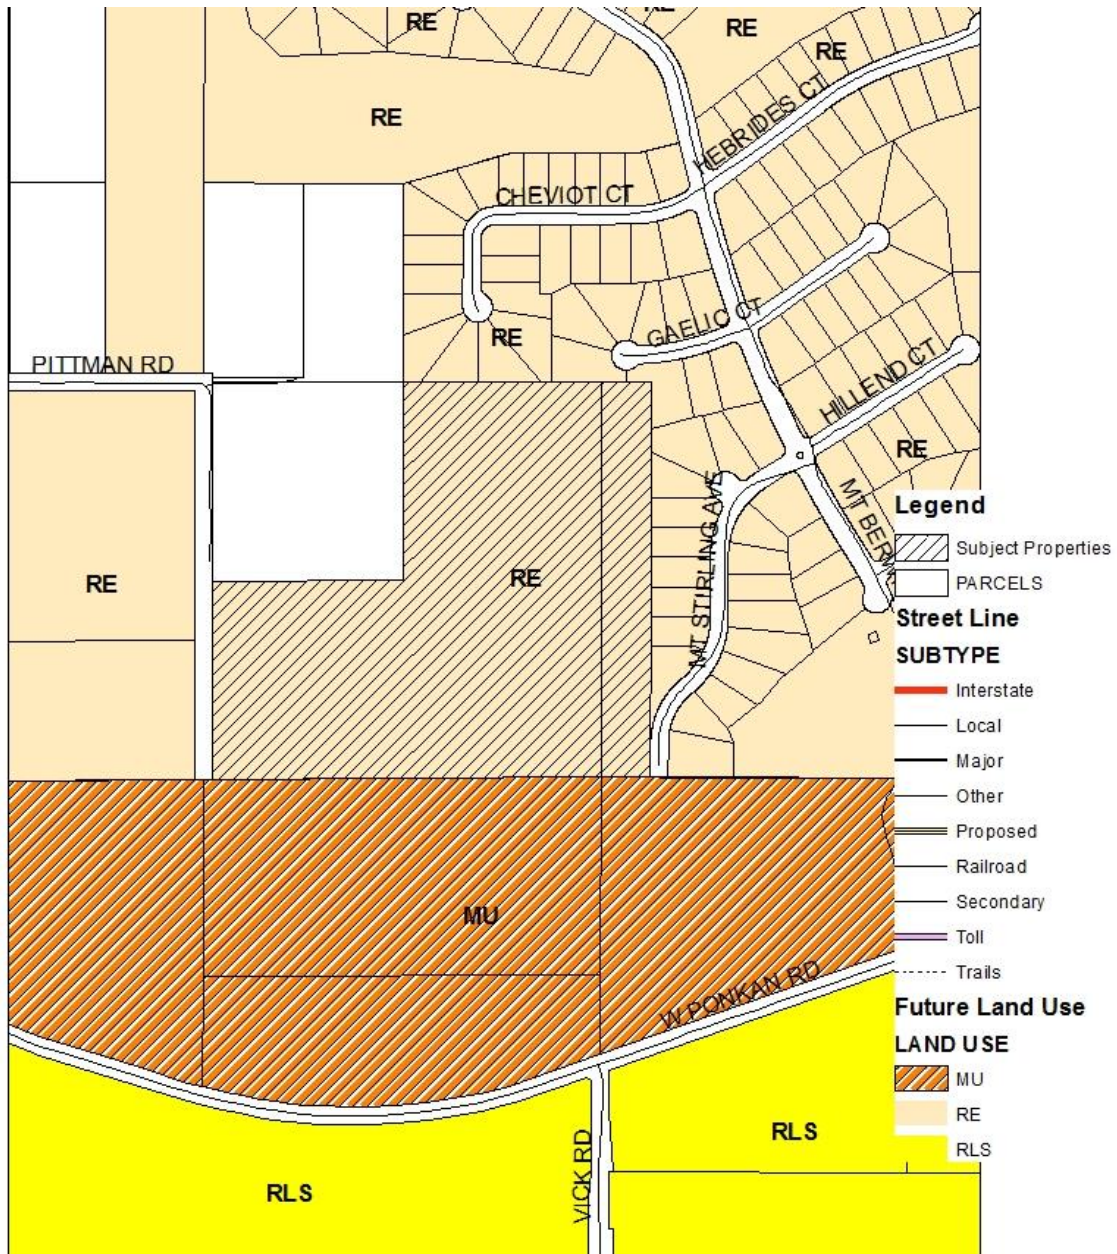 RE
RE
RE
RE
RE
HEBRIDES CT
CHEVIOT CT
GAELIC CT
RE
PITTMAN RD
HILLEND CT
RE
MT STIRLING AVE
RE
RE
MU
W PONKAN RD
RLS
VICK RD
RLS
Legend
Subject Properties
PARCELS
Street Line
SUBTYPE
Interstate
Local
Major
Other
Proposed
Railroad
Secondary
Toll
Trails
Future Land Use
LAND USE
MU
RE
RLS